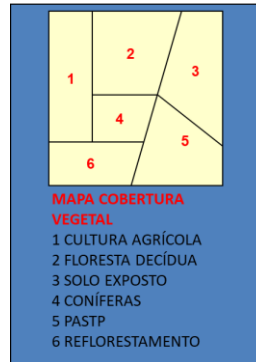 1
2
3
4
5
6
MAPA COBERTURA
VEGETAL
1 CULTURA AGRÍCOLA
2 FLORESTA DECÍDUA
3 SOLO EXPOSTO
4 CONÍFERAS
5 PASTP
6 REFLORESTAMENTO